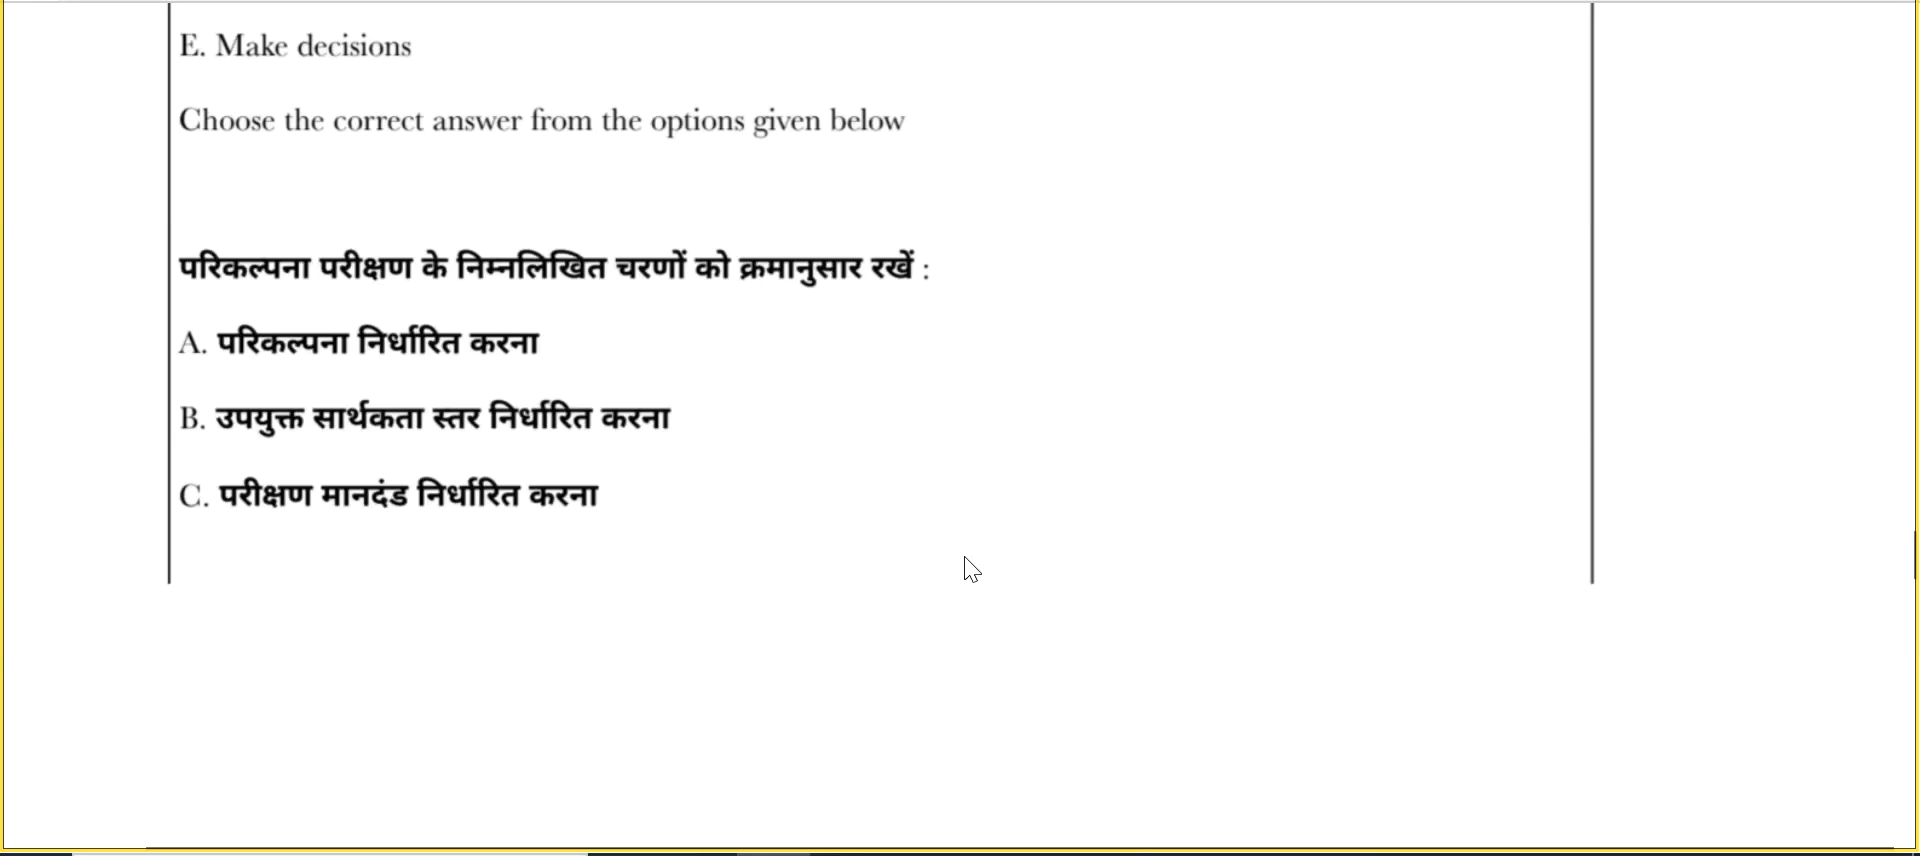 E. Make decisions
Choose the correct answer from the options given below
परिकल्पना परीक्षण के निम्नलिखित चरणों को क्रमानुसार रखें :
A. परिकल्पना निर्धारित करना
B. उपयुक्त सार्थकता स्तर निर्धारित करना
C. परीक्षण मानदंड निर्धारित करना